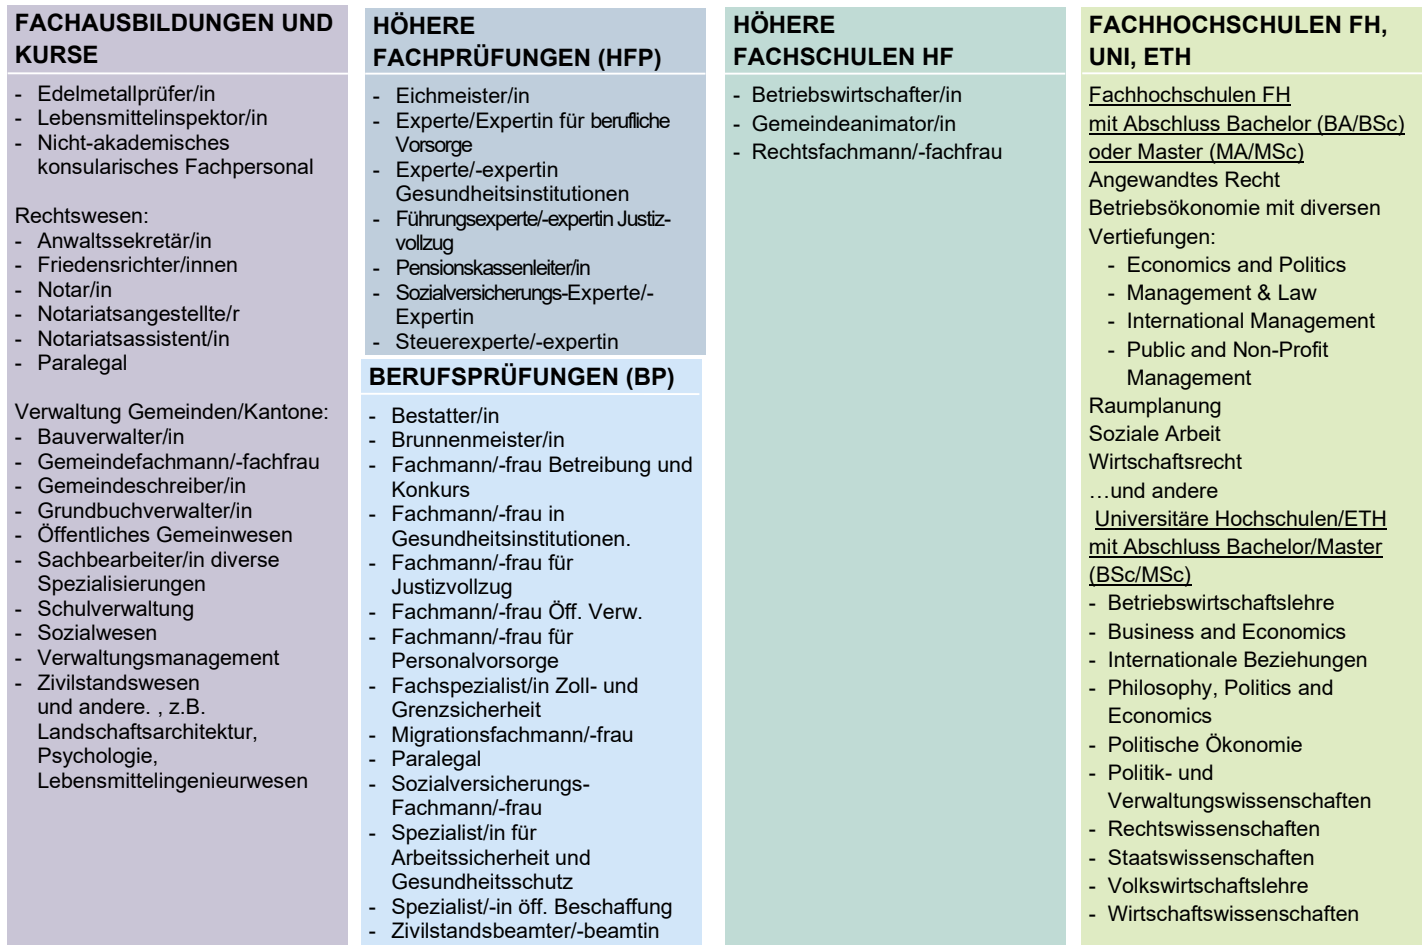 FACHAUSBILDUNGEN UND
KURSE
- Edelmetallprüfer/in
- Lebensmittelinspektor/in
- Nicht-akademisches
konsularisches Fachpersonal
Rechtswesen:
- Anwaltssekretär/in
- Friedensrichter/innen
- Notar/in
- Notariatsangestellte/r
- Notariatsassistent/in
- Paralegal
Verwaltung Gemeinden/Kantone:
- Bauverwalter/in
- Gemeindefachmann/-fachfrau
- Gemeindeschreiber/in
- Grundbuchverwalter/in
- Öffentliches Gemeinwesen
- Sachbearbeiter/in diverse
Spezialisierungen
- Schulverwaltung
- Sozialwesen
- Verwaltungsmanagement
- Zivilstandswesen
und andere. , z.B.
Landschaftsarchitektur,
Psychologie,
Lebensmittelingenieurwesen
HÖHERE
FACHPRÜFUNGEN (HFP)
- Eichmeister/in
- Experte/Expertin für berufliche
Vorsorge
- Experte/-expertin
Gesundheitsinstitutionen
- Führungsexperte/-expertin Justiz-
vollzug
- Pensionskassenleiter/in
- Sozialversicherungs-Experte/-
Expertin
- Steuerexperte/-expertin
BERUFSPRÜFUNGEN (BP)
- Bestatter/in
- Brunnenmeister/in
- Fachmann/-frau Betreibung und
Konkurs
- Fachmann/-frau in
Gesundheitsinstitutionen.
- Fachmann/-frau für
Justizvollzug
- Fachmann/-frau Öff. Verw.
- Fachmann/-frau für
Personalvorsorge
- Fachspezialist/in Zoll- und
Grenzsicherheit
- Migrationsfachmann/-frau
- Paralegal
- Sozialversicherungs-
Fachmann/-frau
- Spezialist/in für
Arbeitssicherheit und
Gesundheitsschutz
- Spezialist/-in öff. Beschaffung
- Zivilstandsbeamter/-beamtin
HÖHERE
FACHSCHULEN HF
- Betriebswirtschafter/in
- Gemeindeanimator/in
- Rechtsfachmann/-fachfrau
FACHHOCHSCHULEN FH,
UNI, ETH
Fachhochschulen FH
mit Abschluss Bachelor (BA/BSc)
oder Master (MA/MSc)
Angewandtes Recht
Betriebsökonomie mit diversen
Vertiefungen:
- Economics and Politics
- Management & Law
- International Management
- Public and Non-Profit
Management
Raumplanung
Soziale Arbeit
Wirtschaftsrecht
…und andere
Universitäre Hochschulen/ETH
mit Abschluss Bachelor/Master
(BSc/MSc)
- Betriebswirtschaftslehre
- Business and Economics
- Internationale Beziehungen
- Philosophy, Politics and
Economics
- Politische Ökonomie
- Politik- und
Verwaltungswissenschaften
- Rechtswissenschaften
- Staatswissenschaften
- Volkswirtschaftslehre
- Wirtschaftswissenschaften